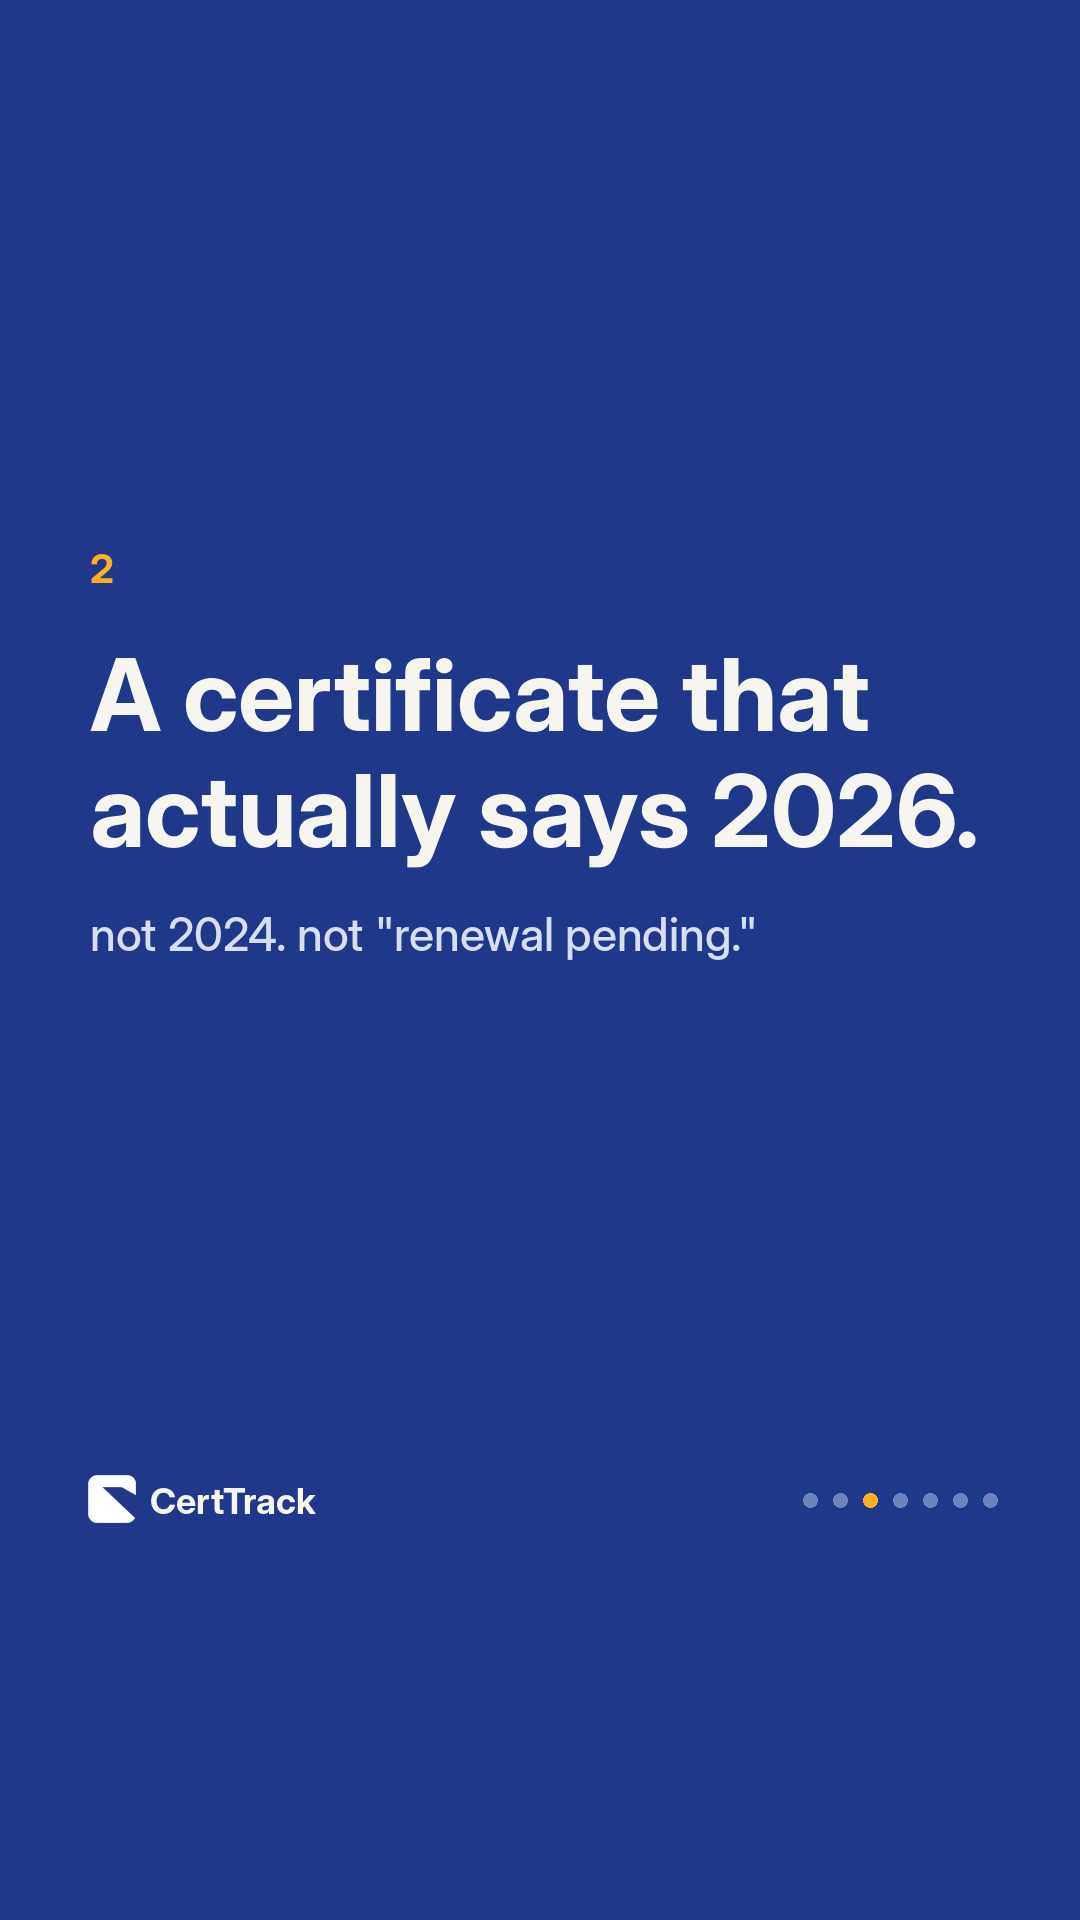 2
A certificate that
actually says 2026.
not 2024. not "renewal pending."
CertTrack